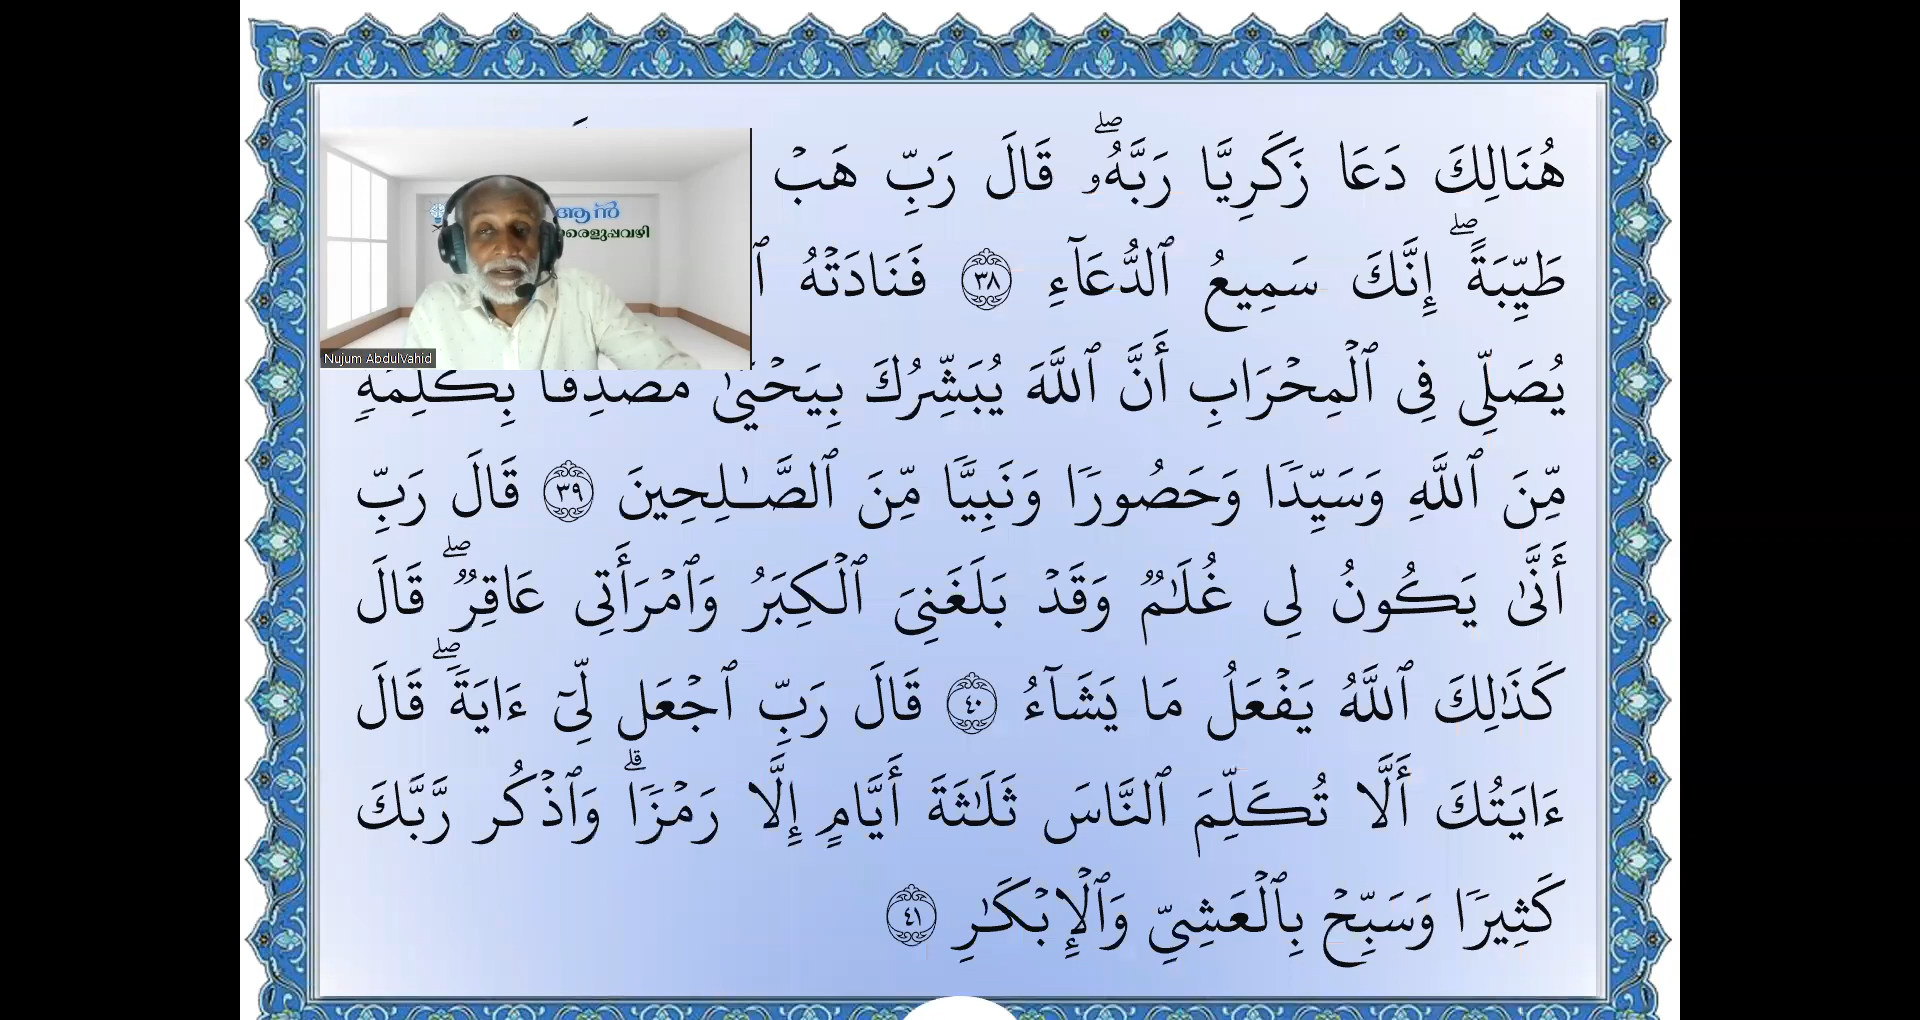 هُنَالِكَ دَعَا زَكَرِيَّا رَبَّهُۥۖ قَالَ رَبِّ هَبۡ
طَيِّبَةًۖ إِنَّكَ سَمِيعُ ٱلدُّعَآءِ ٣٨ فَنَادَتۡهُ
يُصَلِّي فِي ٱلۡمِحۡرَابِ أَنَّ ٱللَّهَ يُبَشِّرُكَ بِيَحۡيَىٰ مُصَدِّقَۢا بِكَلِمَةٖ
مِّنَ ٱللَّهِ وَسَيِّدٗا وَحَصُورٗا وَنَبِيّٗا مِّنَ ٱلصَّـٰلِحِينَ ٣٩ قَالَ رَبِّ
أَنَّىٰ يَكُونُ لِي غُلَٰمٞ وَقَدۡ بَلَغَنِيَ ٱلۡكِبَرُ وَٱمۡرَأَتِي عَاقِرٞۖ قَالَ
كَذَٰلِكَ ٱللَّهُ يَفۡعَلُ مَا يَشَآءُ ٤٠ قَالَ رَبِّ ٱجۡعَل لِّيٓ ءَايَةٗۖ قَالَ
ءَايَتُكَ أَلَّا تُكَلِّمَ ٱلنَّاسَ ثَلَٰثَةَ أَيَّامٍ إِلَّا رَمۡزٗاۗ وَٱذۡكُر رَّبَّكَ
كَثِيرٗا وَسَبِّحۡ بِٱلۡعَشِيِّ وَٱلۡإِبۡكَٰرِ ٤١
Nujum AbdulVahid